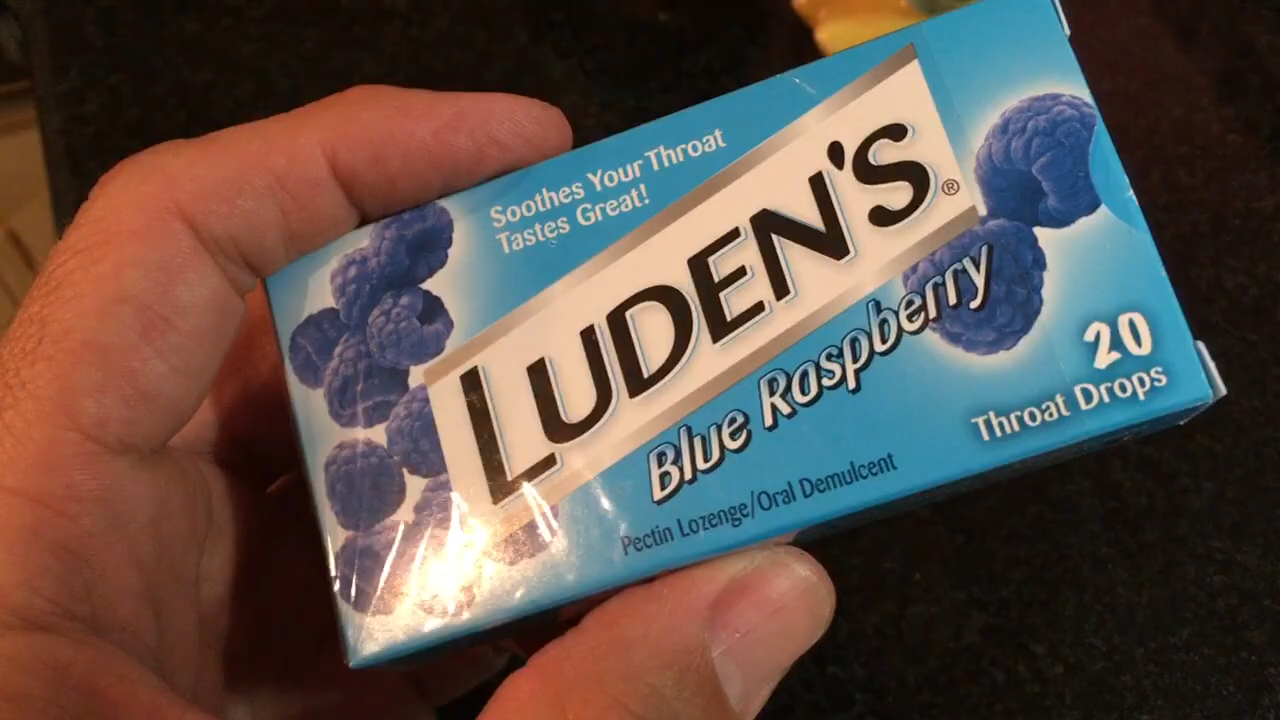 Soothes Your Throat
Tastes Great!
LUDEN'S®
Blue Raspberry
20
Throat Drops
Pectin Lozenge/Oral Demulcent